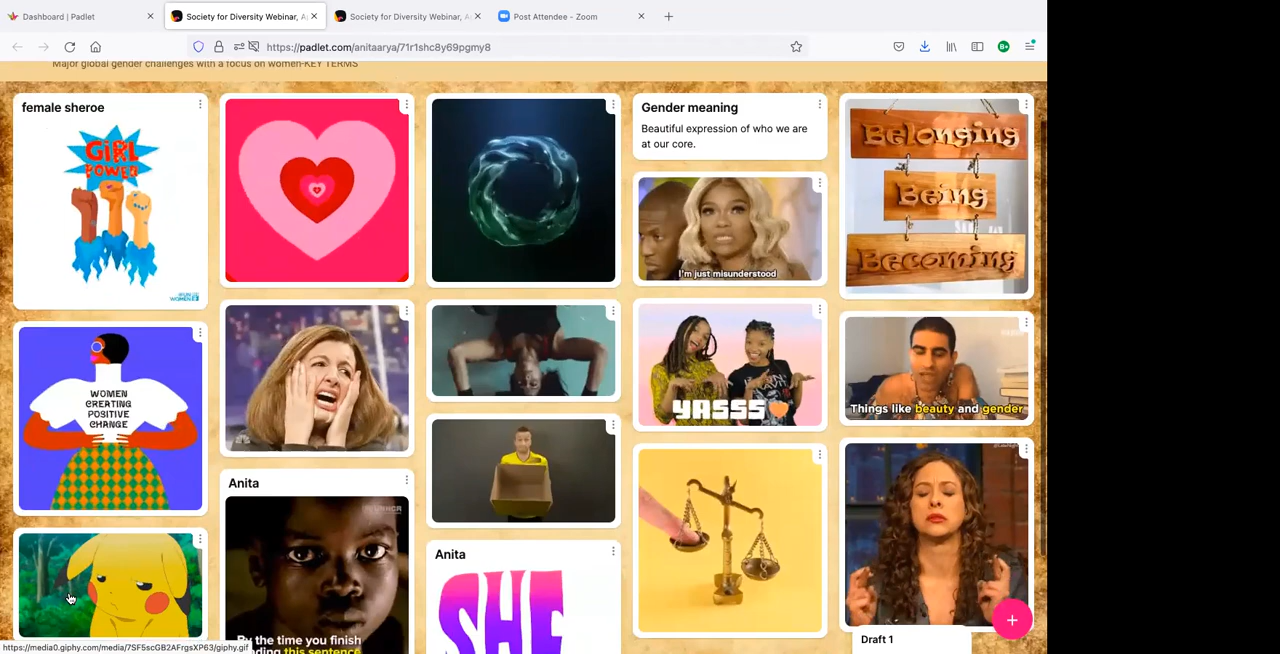 Dashboard | Padlet
Society for Diversity Webinar, A
Society for Diversity Webinar, A
Post Attendee - Zoom
https://padlet.com/anitaarya/71r1shc8y69pgmy8
Major global gender challenges with a focus on women-KEY TERMS
female sheroe
GIRL
POWER
UN
WOMEN
WOMEN
CREATING
POSITIVE
CHANGE
Anita
UNHCR
By the time you finish
this sentence
Anita
SHE
Gender meaning
Beautiful expression of who we are
at our core.
I'm just misunderstood
YASSS
Belonging
Being
Becoming
Things like beauty and gender
Draft 1
https://media0.giphy.com/media/7SF5scGB2AFrgsXP63/giphy.gif